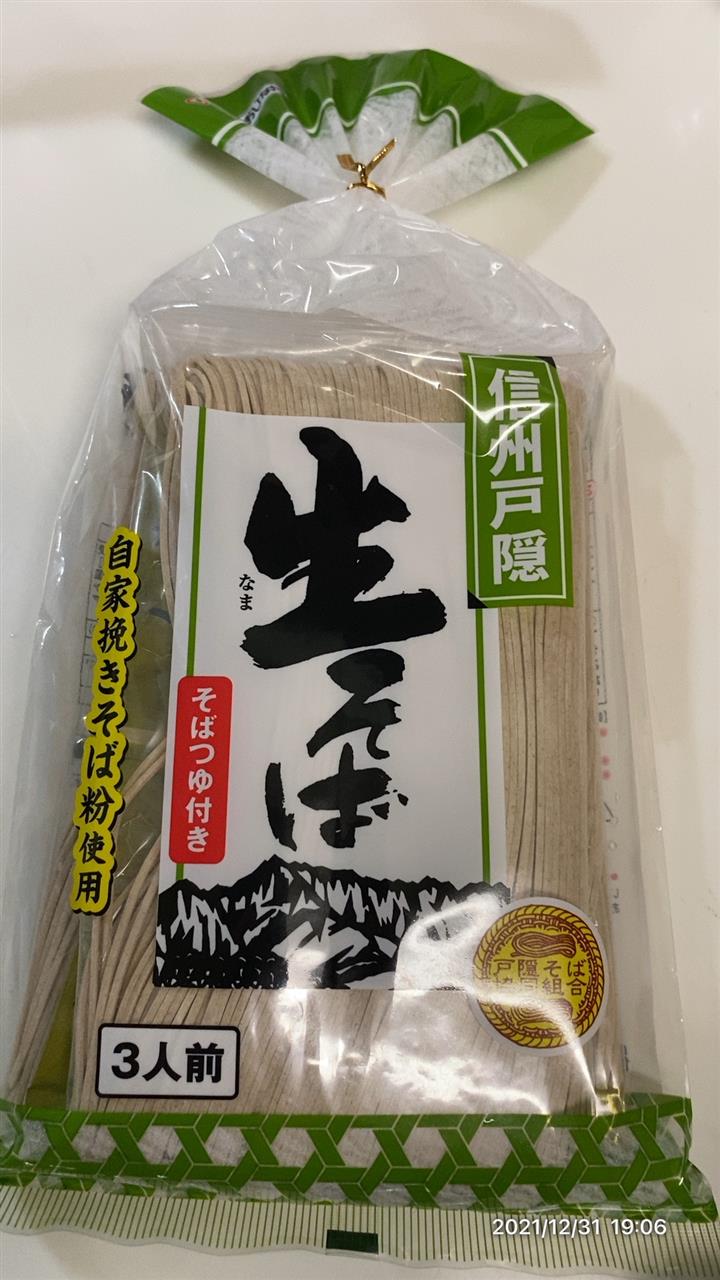 信州戸隠
生そば
なま
そばつゆ付き
自家挽きそば粉使用
戸隠そば
協同組合
3人前
2021/12/31 19:06